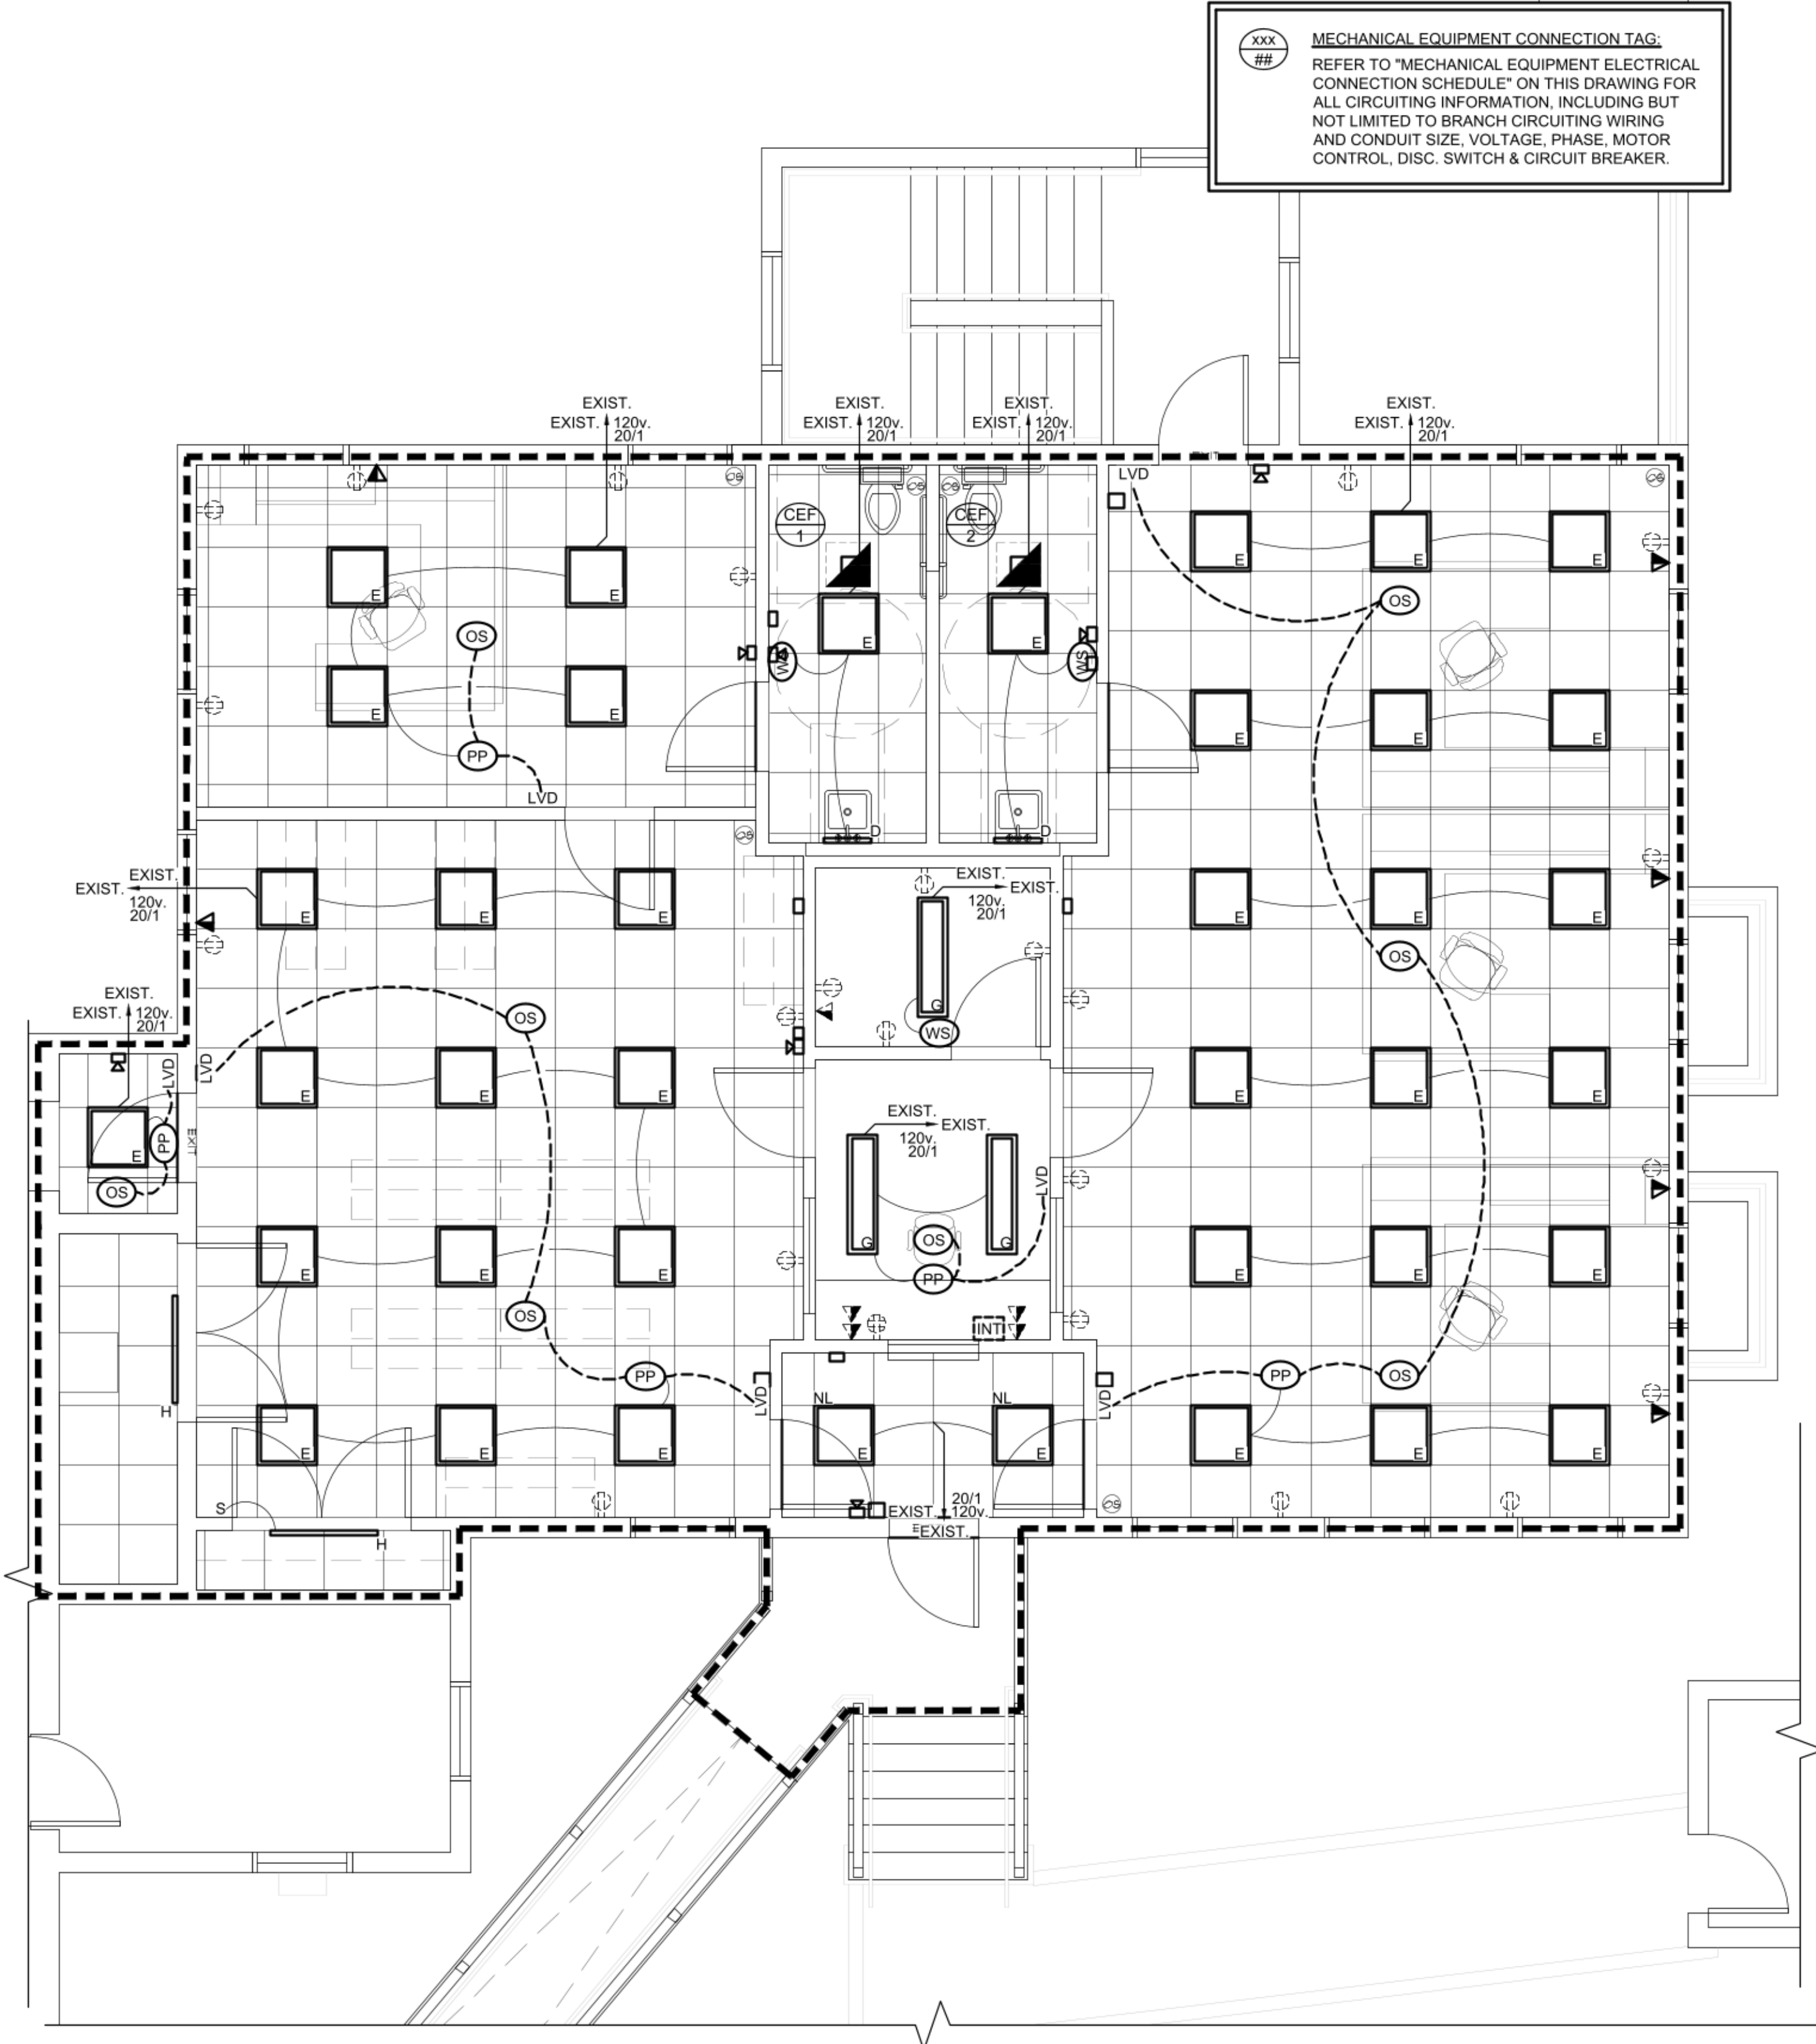 XXX
##
MECHANICAL EQUIPMENT CONNECTION TAG:
REFER TO "MECHANICAL EQUIPMENT ELECTRICAL
CONNECTION SCHEDULE" ON THIS DRAWING FOR
ALL CIRCUITING INFORMATION, INCLUDING BUT
NOT LIMITED TO BRANCH CIRCUITING WIRING
AND CONDUIT SIZE, VOLTAGE, PHASE, MOTOR
CONTROL, DISC. SWITCH & CIRCUIT BREAKER.
EXIST. EXIST. EXIST. EXIST.
EXIST. 120v. EXIST. 120v. EXIST. 120v. EXIST. 120v.
20/1 20/1 20/1 20/1
LVD
CEF CEF
1 2
E E E
E E
OS
OS
E E
WS WS
E E
E E E
PP
LVD
D D
EXIST. EXIST.
EXIST. EXIST.
120v. 120v.
20/1 20/1
E E E E E E
OS
EXIST.
EXIST. 120v.
20/1
G
OS
WS
LVD LVD
E E E E E E
EXIST.
EXIST.
120v.
20/1
PP EXIT
E
OS
LVD
OS
G G
PP
E E E E E E
OS
INT
PP PP OS
LVD NL NL LVD
H
E E E E E E E E
S
20/1
EXIST. 120v.
EXIST.
H